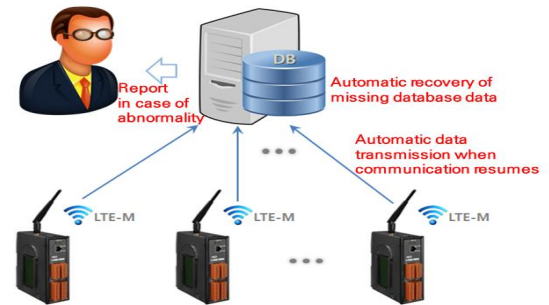 DB
Report
in case of
abnormality
Automatic recovery of
missing database data
Automatic data
transmission when
communication resumes
LTE-M
LTE-M
LTE-M